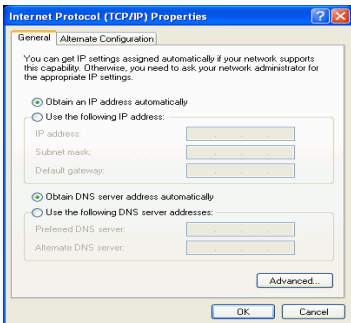 Internet Protocol (TCP/IP) Properties
General
Alternate Configuration
You can get IP settings assigned automatically if your network supports
this capability. Otherwise, you need to ask your network administrator for
the appropriate IP settings.
Obtain an IP address automatically
Use the following IP address:
IP address:
Subnet mask:
Default gateway:
Obtain DNS server address automatically
Use the following DNS server addresses:
Preferred DNS server:
Alternate DNS server:
Advanced...
OK
Cancel